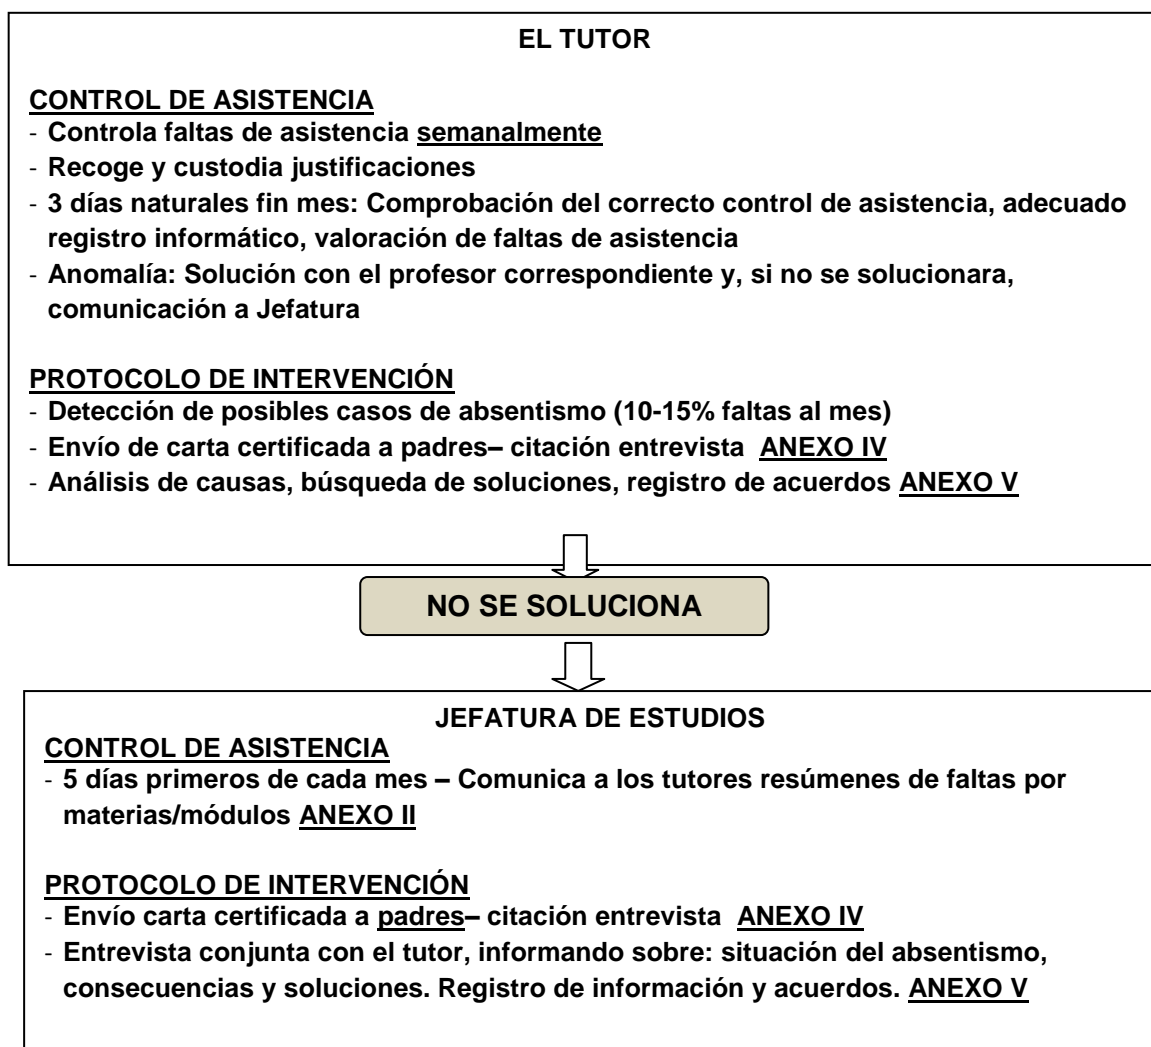 EL TUTOR
CONTROL DE ASISTENCIA
- Controla faltas de asistencia semanalmente
- Recoge y custodia justificaciones
- 3 días naturales fin mes: Comprobación del correcto control de asistencia, adecuado
registro informático, valoración de faltas de asistencia
- Anomalía: Solución con el profesor correspondiente y, si no se solucionara,
comunicación a Jefatura
PROTOCOLO DE INTERVENCIÓN
- Detección de posibles casos de absentismo (10-15% faltas al mes)
- Envío de carta certificada a padres– citación entrevista ANEXO IV
- Análisis de causas, búsqueda de soluciones, registro de acuerdos ANEXO V
NO SE SOLUCIONA
JEFATURA DE ESTUDIOS
CONTROL DE ASISTENCIA
- 5 días primeros de cada mes – Comunica a los tutores resúmenes de faltas por
materias/módulos ANEXO II
PROTOCOLO DE INTERVENCIÓN
- Envío carta certificada a padres– citación entrevista ANEXO IV
- Entrevista conjunta con el tutor, informando sobre: situación del absentismo,
consecuencias y soluciones. Registro de información y acuerdos. ANEXO V